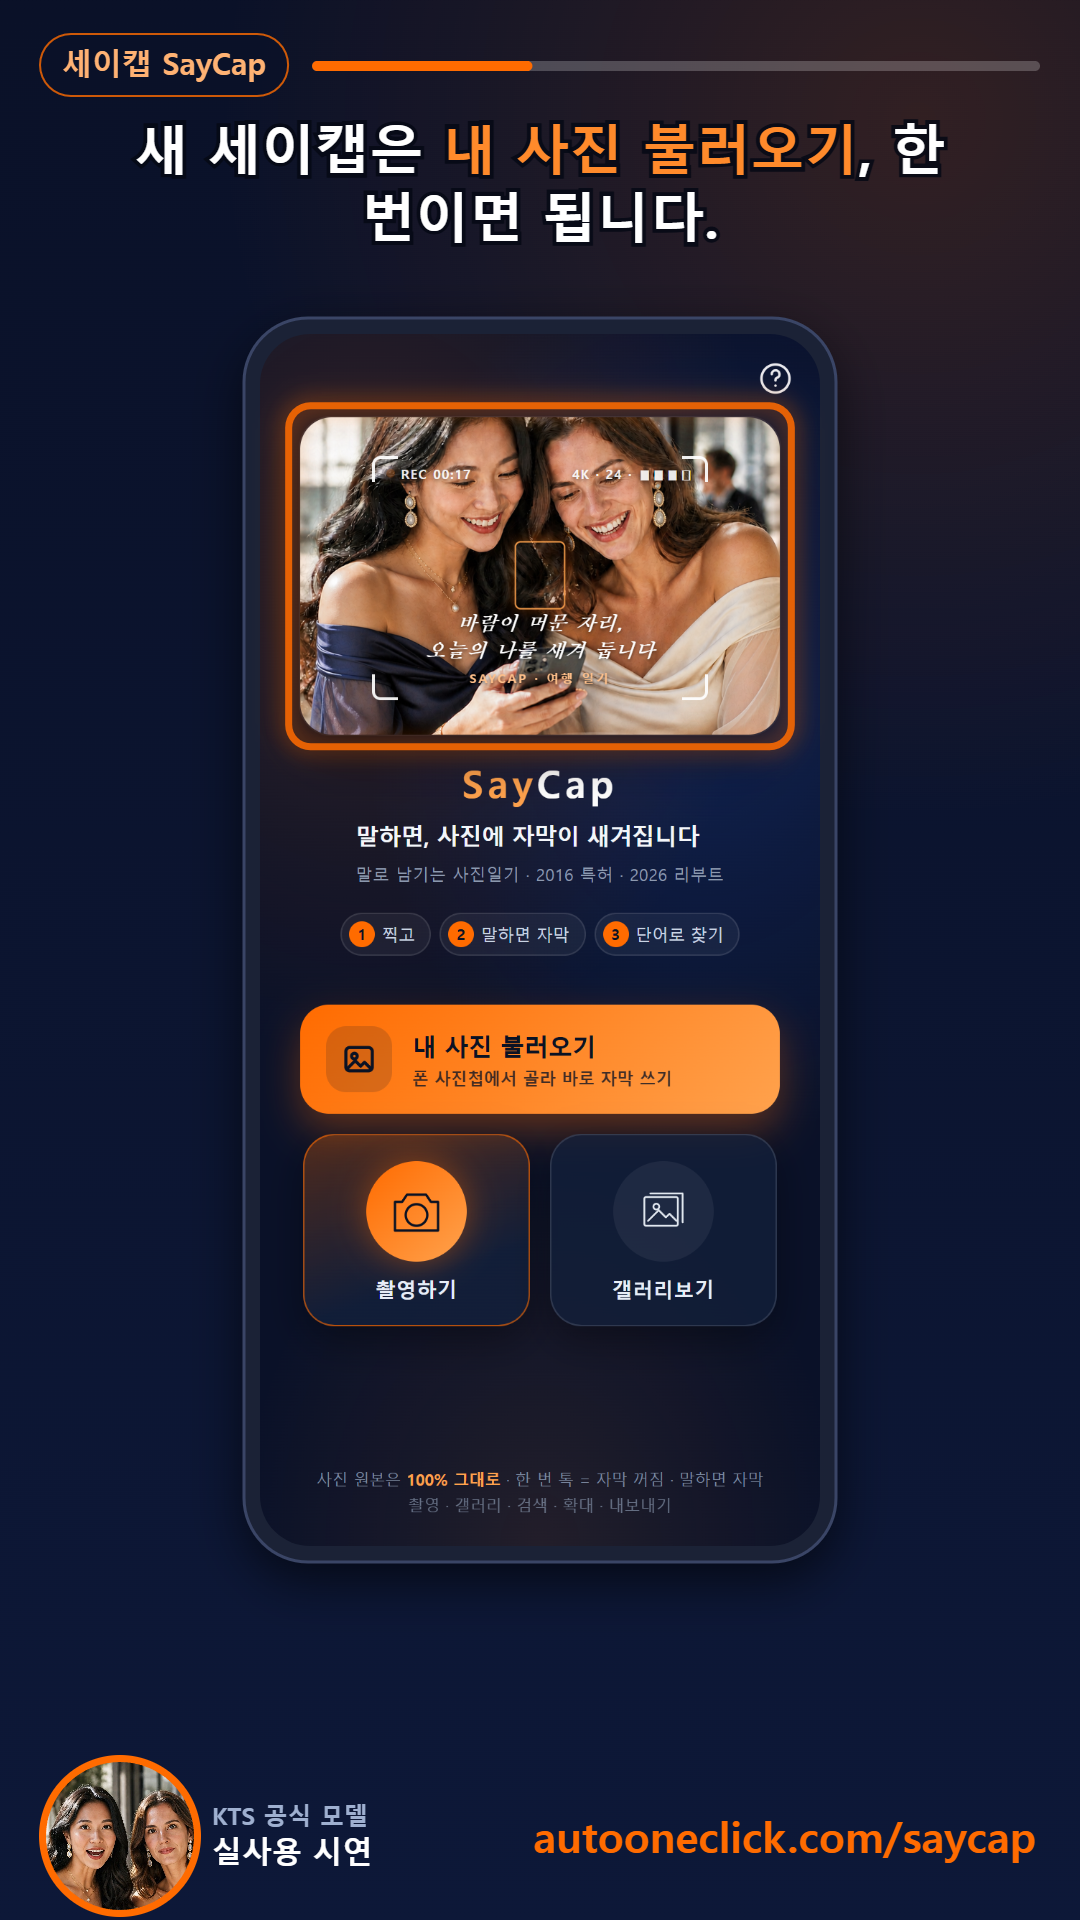 세이캡 SayCap
새 세이캡은 내 사진 불러오기, 한
번이면 됩니다.
?
REC 00:17
4K · 24 ·
바람이 머문 자리,
오늘의 나를 새겨 둡니다
SAYCAP · 여행 일기
SayCap
말하면, 사진에 자막이 새겨집니다
말로 남기는 사진일기 · 2016 특허 · 2026 리부트
1 찍고
2 말하면 자막
3 단어로 찾기
내 사진 불러오기
폰 사진첩에서 골라 바로 자막 쓰기
촬영하기
갤러리보기
사진 원본은 100% 그대로 · 한 번 톡 = 자막 꺼짐 · 말하면 자막
촬영 · 갤러리 · 검색 · 확대 · 내보내기
KTS 공식 모델
실사용 시연
autooneclick.com/saycap